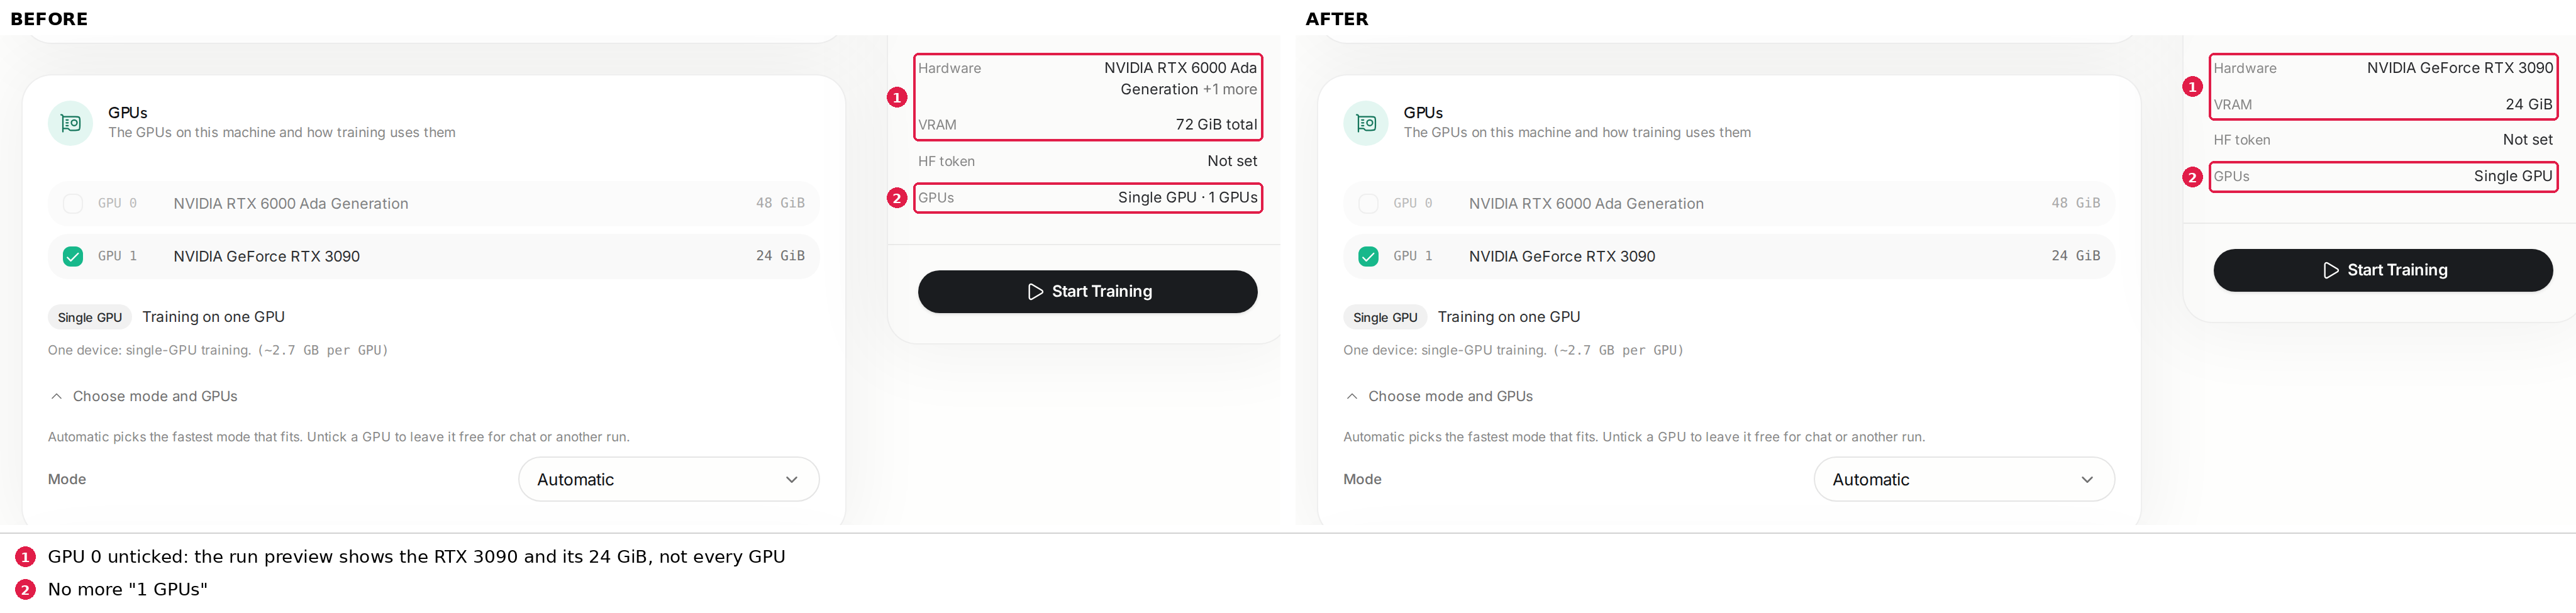 BEFORE
GPUs
The GPUs on this machine and how training uses them
GPU 0 NVIDIA RTX 6000 Ada Generation 48 GiB
GPU 1 NVIDIA GeForce RTX 3090 24 GiB
Single GPU Training on one GPU
One device: single-GPU training. (~2.7 GB per GPU)
Choose mode and GPUs
Automatic picks the fastest mode that fits. Untick a GPU to leave it free for chat or another run.
Mode Automatic
1
Hardware NVIDIA RTX 6000 Ada
Generation +1 more
VRAM 72 GiB total
HF token Not set
2
GPUs Single GPU · 1 GPUs
Start Training
AFTER
GPUs
The GPUs on this machine and how training uses them
GPU 0 NVIDIA RTX 6000 Ada Generation 48 GiB
GPU 1 NVIDIA GeForce RTX 3090 24 GiB
Single GPU Training on one GPU
One device: single-GPU training. (~2.7 GB per GPU)
Choose mode and GPUs
Automatic picks the fastest mode that fits. Untick a GPU to leave it free for chat or another run.
Mode Automatic
1
Hardware NVIDIA GeForce RTX 3090
VRAM 24 GiB
HF token Not set
2
GPUs Single GPU
Start Training
1 GPU 0 unticked: the run preview shows the RTX 3090 and its 24 GiB, not every GPU
2 No more "1 GPUs"